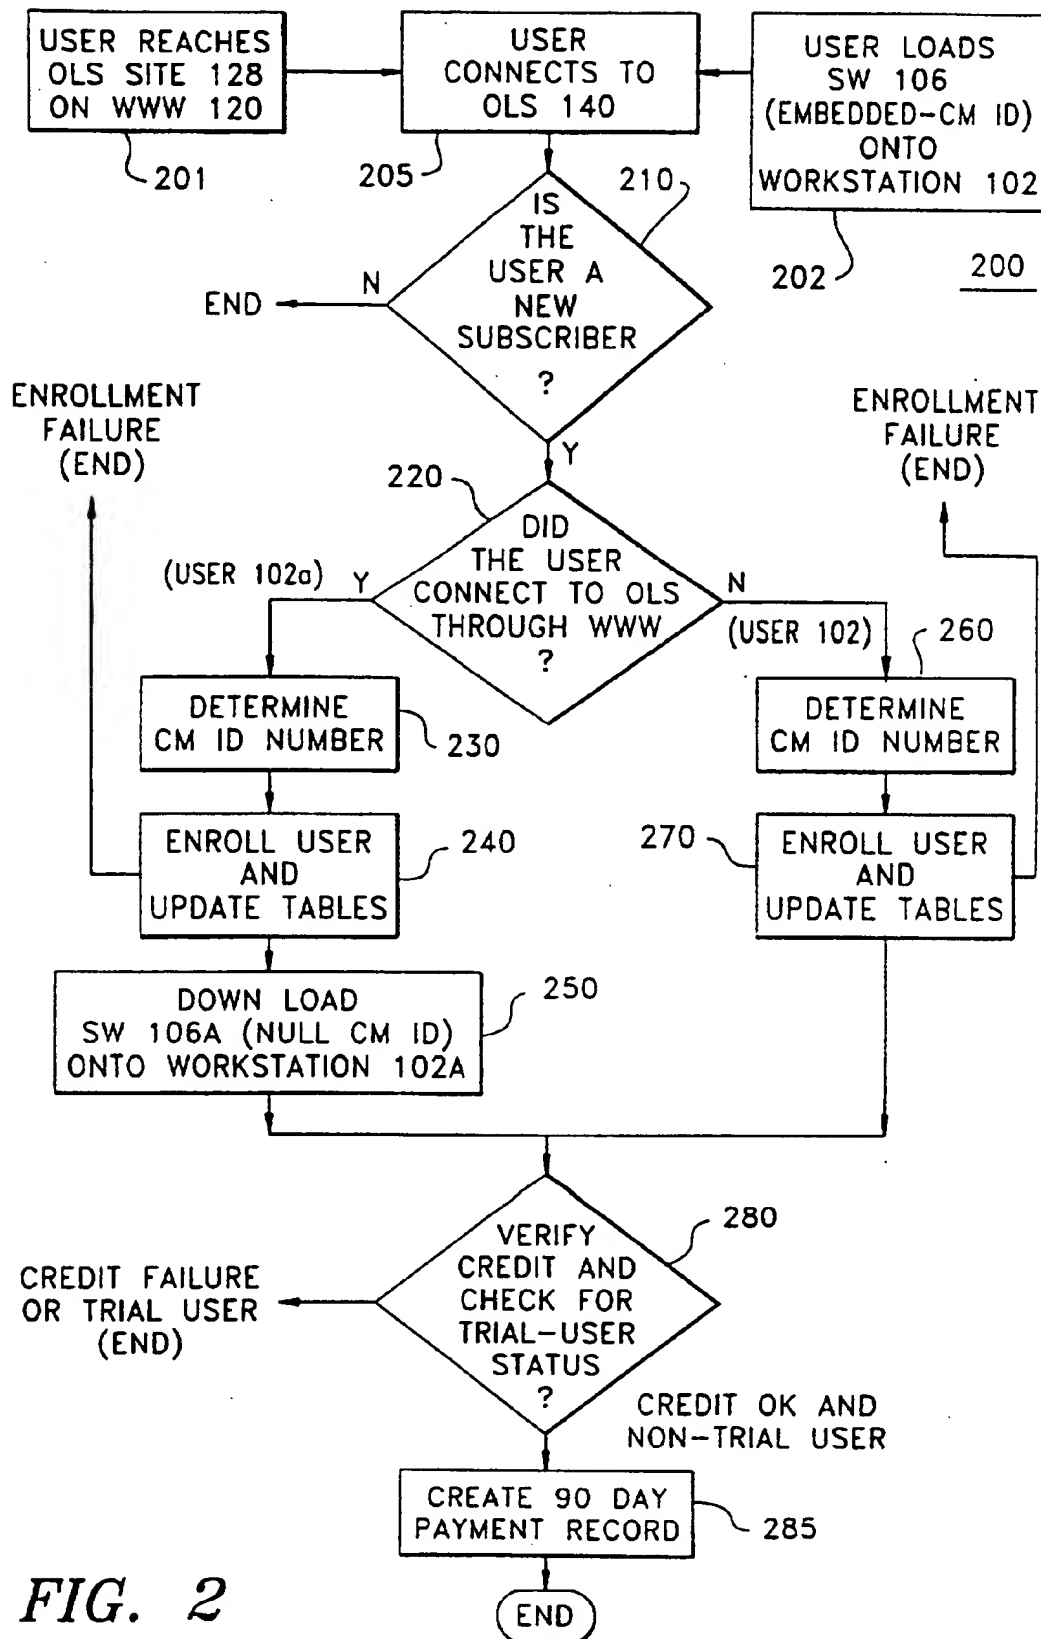 USER REACHES
OLS SITE 128
ON WWW 120
201
USER
CONNECTS TO
OLS 140
205
USER LOADS
SW 106
(EMBEDDED-CM ID)
ONTO
WORKSTATION 102
202
200
210
IS
THE
USER A
NEW
SUBSCRIBER
?
N
END
Y
ENROLLMENT
FAILURE
(END)
ENROLLMENT
FAILURE
(END)
220
DID
THE USER
CONNECT TO OLS
THROUGH WWW
?
(USER 102a) Y
N
(USER 102)
DETERMINE
CM ID NUMBER
230
260
DETERMINE
CM ID NUMBER
ENROLL USER
AND
UPDATE TABLES
240
270
ENROLL USER
AND
UPDATE TABLES
DOWN LOAD
SW 106A (NULL CM ID)
ONTO WORKSTATION 102A
250
280
VERIFY
CREDIT AND
CHECK FOR
TRIAL-USER
STATUS
?
CREDIT FAILURE
OR TRIAL USER
(END)
CREDIT OK AND
NON-TRIAL USER
CREATE 90 DAY
PAYMENT RECORD
285
END
FIG. 2